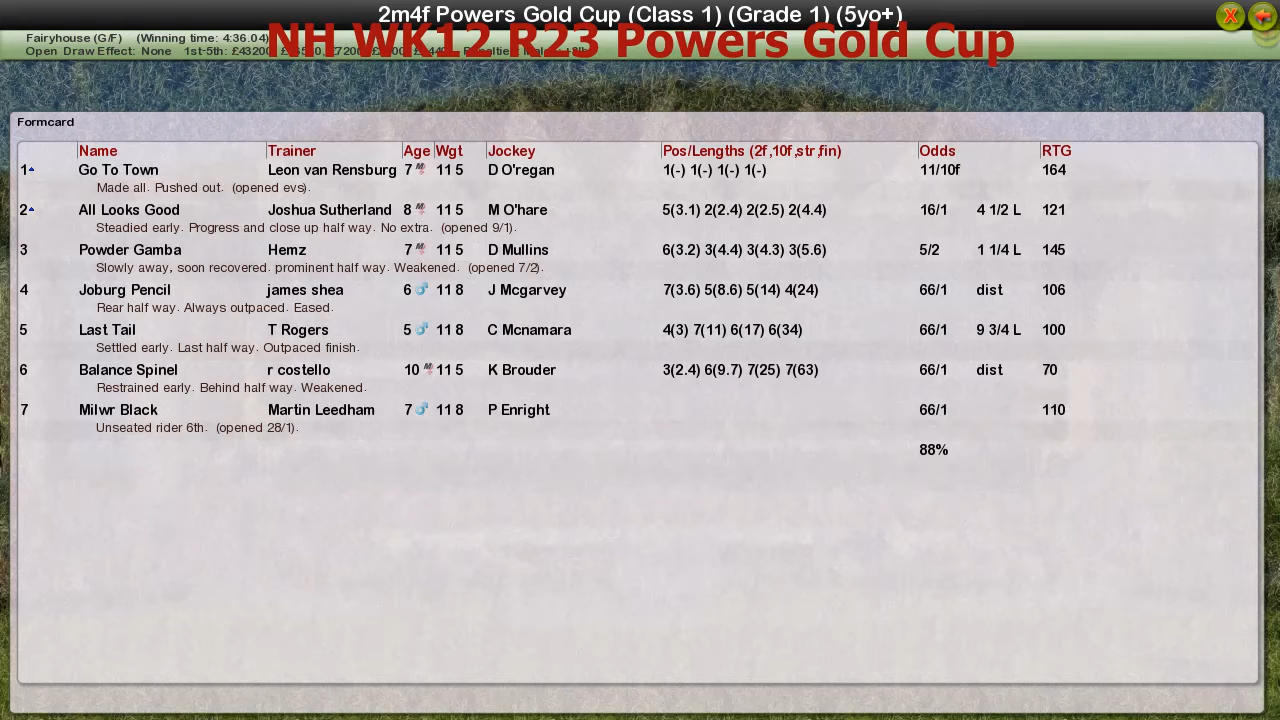 2m4f Powers Gold Cup (Class 1) (Grade 1) (5yo+)
NH WK12 R23 Powers Gold Cup
Fairyhouse (G/F) (Winning time: 4:36.04)
Open Draw Effect: None 1st-5th:
Formcard
Name Trainer Age Wgt Jockey Pos/Lengths (2f,10f,str,fin) Odds RTG
1 Go To Town Leon van Rensburg 7 11 5 D O'regan 1(-) 1(-) 1(-) 1(-) 11/10f 164
Made all. Pushed out. (opened evs).
2 All Looks Good Joshua Sutherland 8 11 5 M O'hare 5(3.1) 2(2.4) 2(2.5) 2(4.4) 16/1 4 1/2 L 121
Steadied early. Progress and close up half way. No extra. (opened 9/1).
3 Powder Gamba Hemz 7 11 5 D Mullins 6(3.2) 3(4.4) 3(4.3) 3(5.6) 5/2 1 1/4 L 145
Slowly away, soon recovered. prominent half way. Weakened. (opened 7/2).
4 Joburg Pencil james shea 6 11 8 J Mcgarvey 7(3.6) 5(8.6) 5(14) 4(24) 66/1 dist 106
Rear half way. Always outpaced. Eased.
5 Last Tail T Rogers 5 11 8 C Mcnamara 4(3) 7(11) 6(17) 6(34) 66/1 9 3/4 L 100
Settled early. Last half way. Outpaced finish.
6 Balance Spinel r costello 10 11 5 K Brouder 3(2.4) 6(9.7) 7(25) 7(63) 66/1 dist 70
Restrained early. Behind half way. Weakened.
7 Milwr Black Martin Leedham 7 11 8 P Enright 66/1 110
Unseated rider 6th. (opened 28/1).
88%